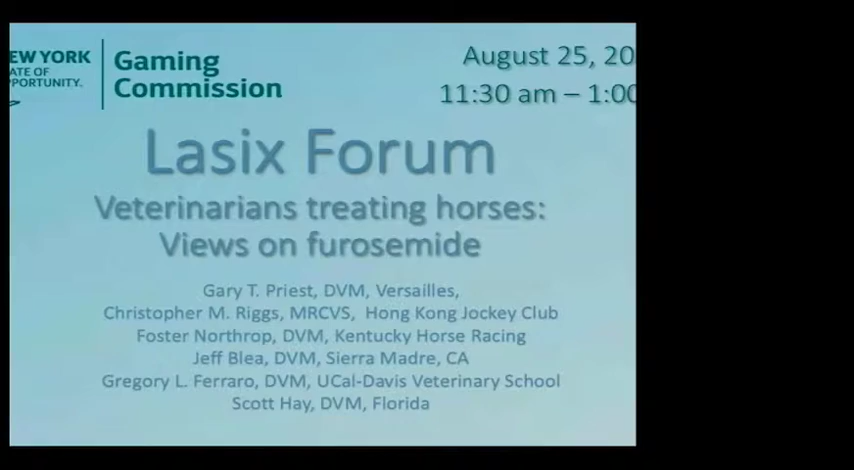 EW YORK
ATE OF
PPORTUNITY.
Gaming
Commission
August 25, 20
11:30 am – 1:00
Lasix Forum
Veterinarians treating horses:
Views on furosemide
Gary T. Priest, DVM, Versailles,
Christopher M. Riggs, MRCVS, Hong Kong Jockey Club
Foster Northrop, DVM, Kentucky Horse Racing
Jeff Blea, DVM, Sierra Madre, CA
Gregory L. Ferraro, DVM, UCal-Davis Veterinary School
Scott Hay, DVM, Florida